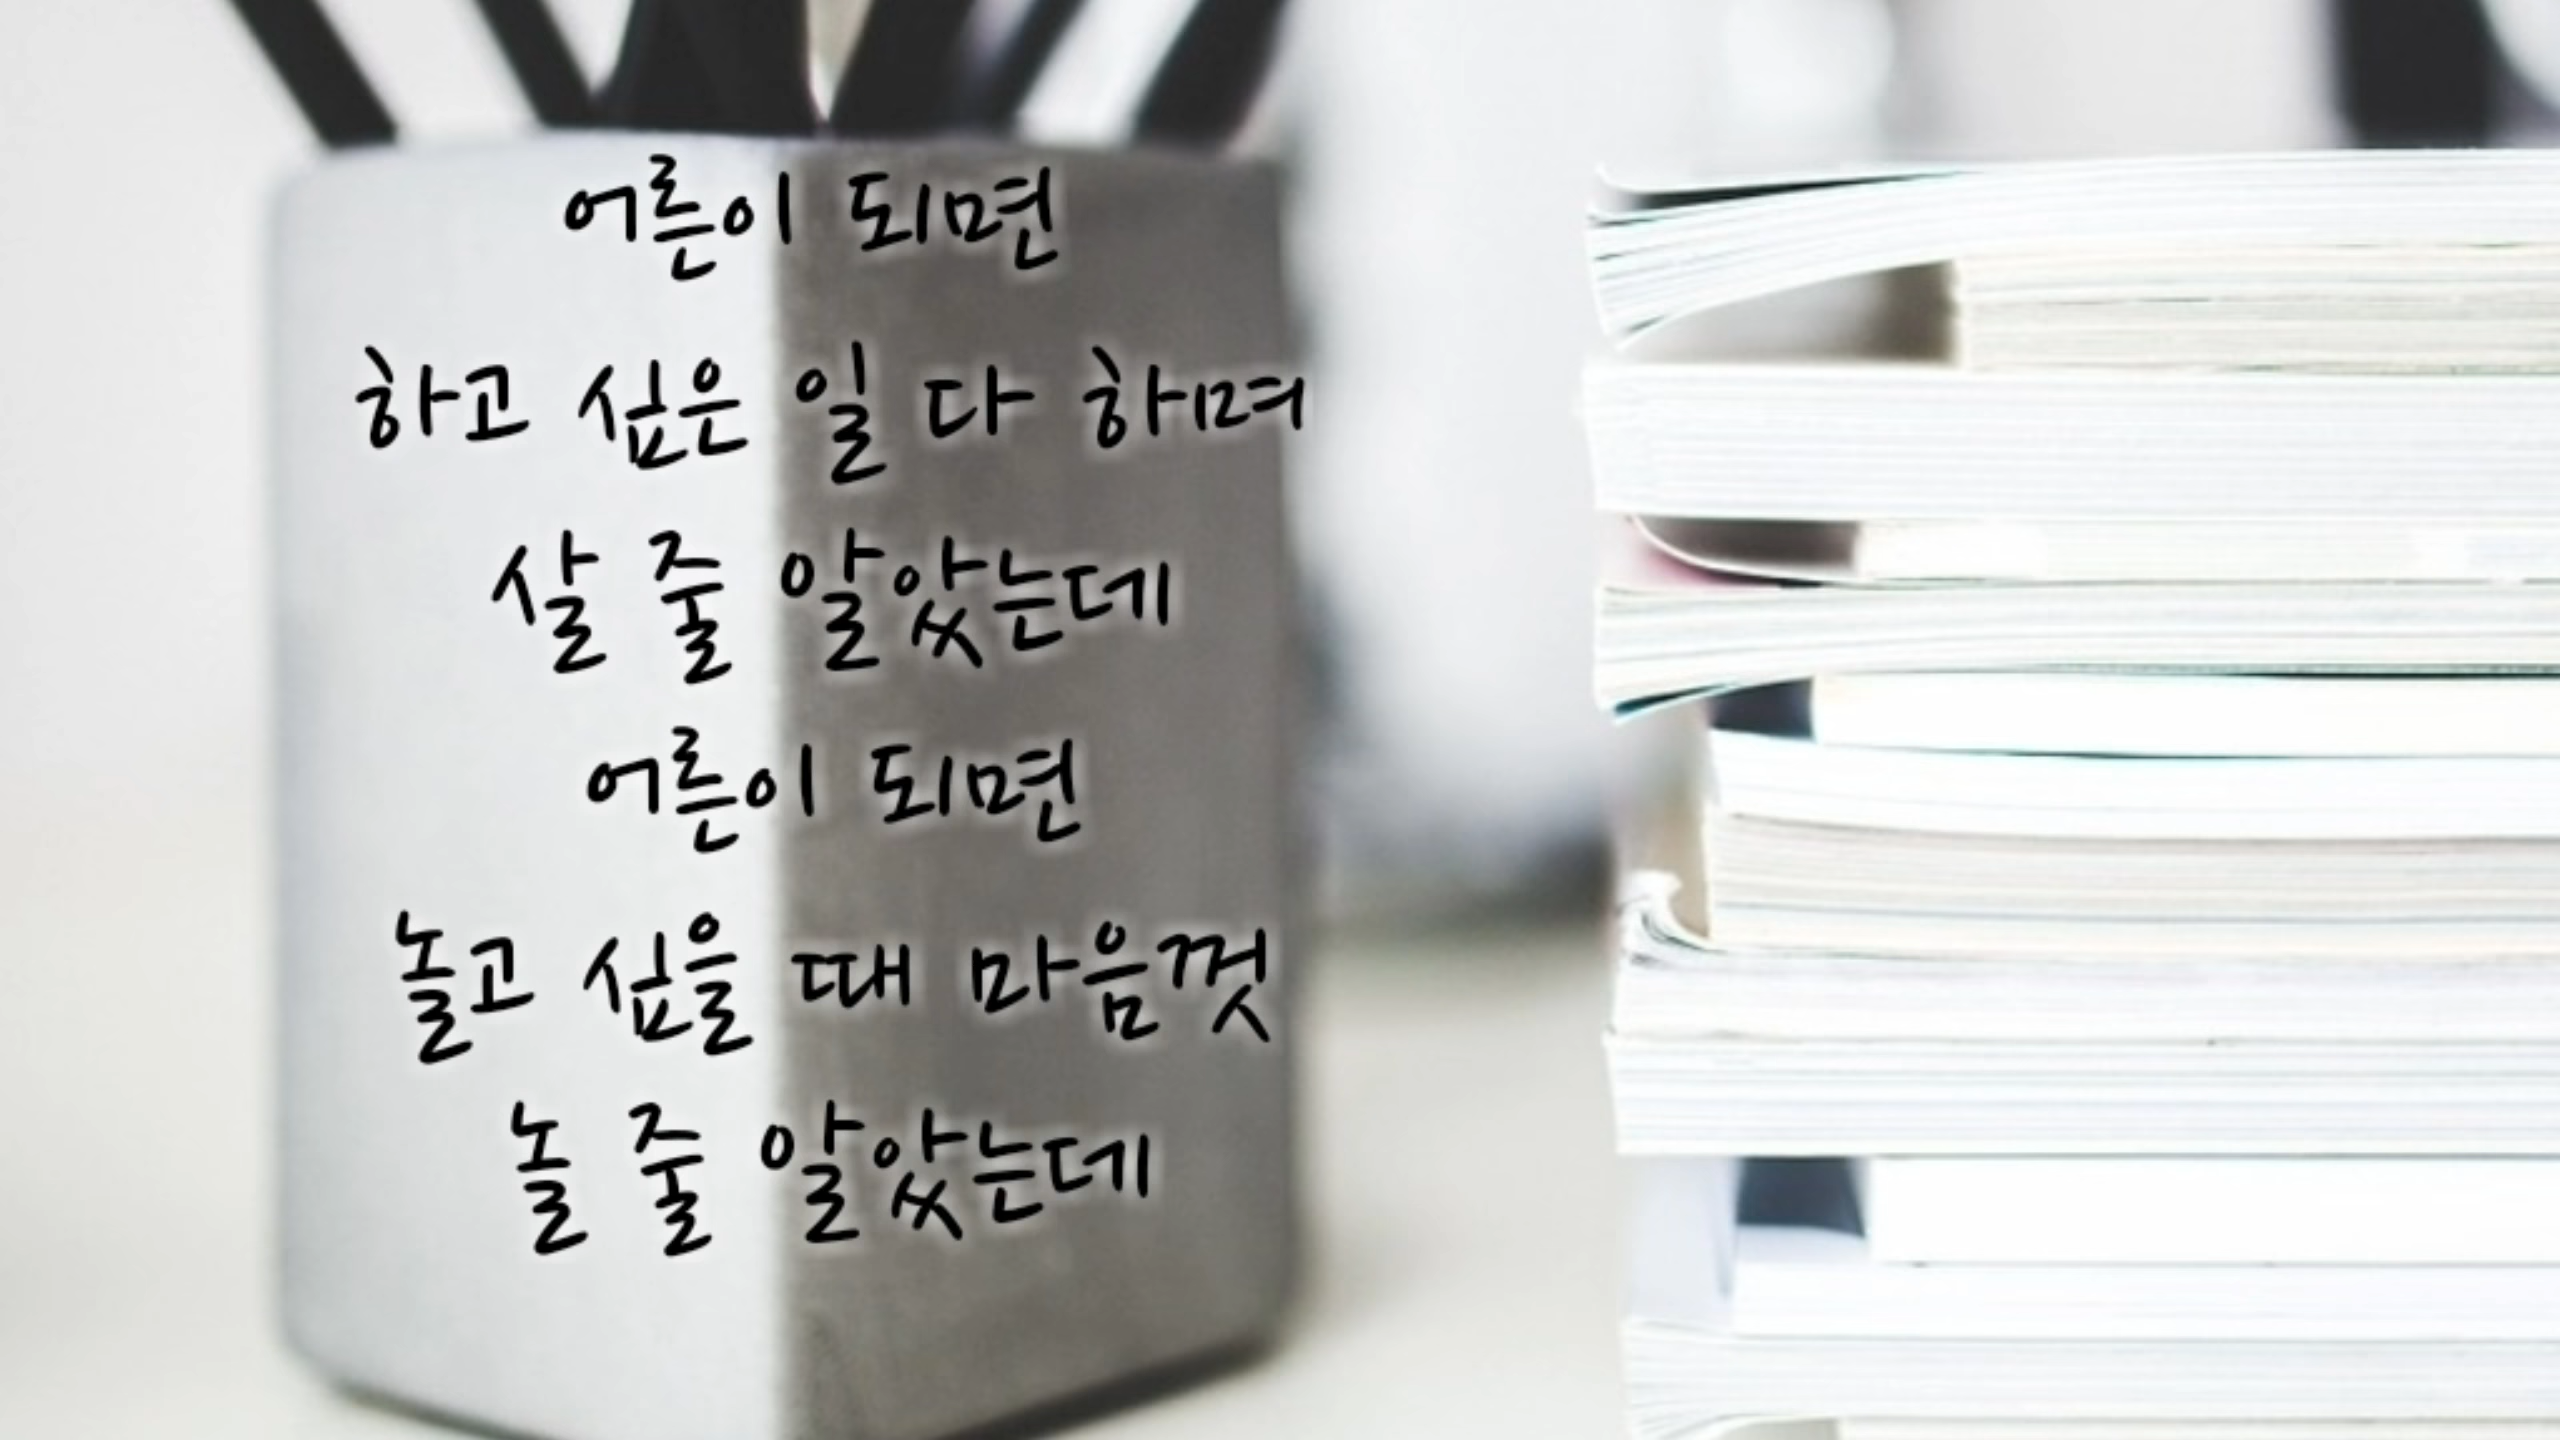 어른이 되면
하고 싶은 일 다 하며
살 줄 알았는데
어른이 되면
놀고 싶을 때 마음껏
놀 줄 알았는데